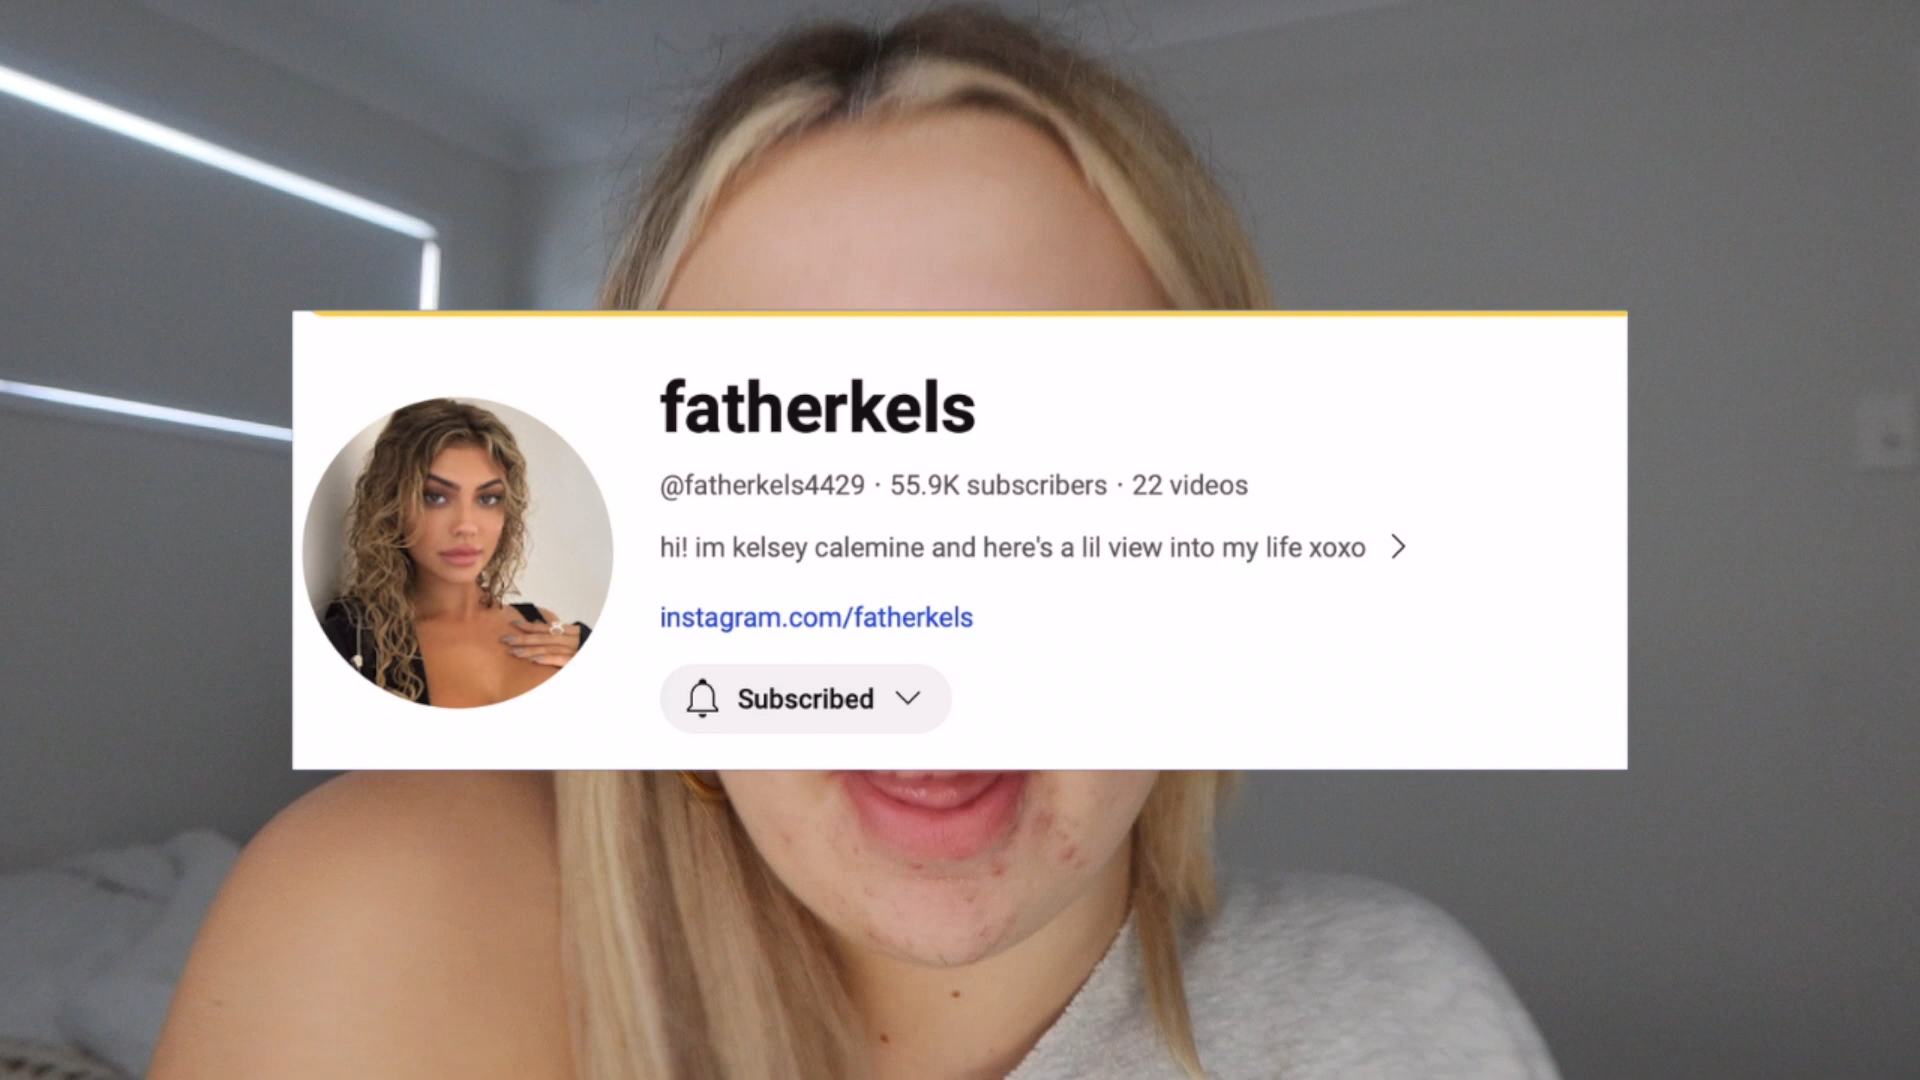 fatherkels
@fatherkels4429 · 55.9K subscribers · 22 videos
hi! im kelsey calemine and here's a lil view into my life xoxo
instagram.com/fatherkels
Subscribed